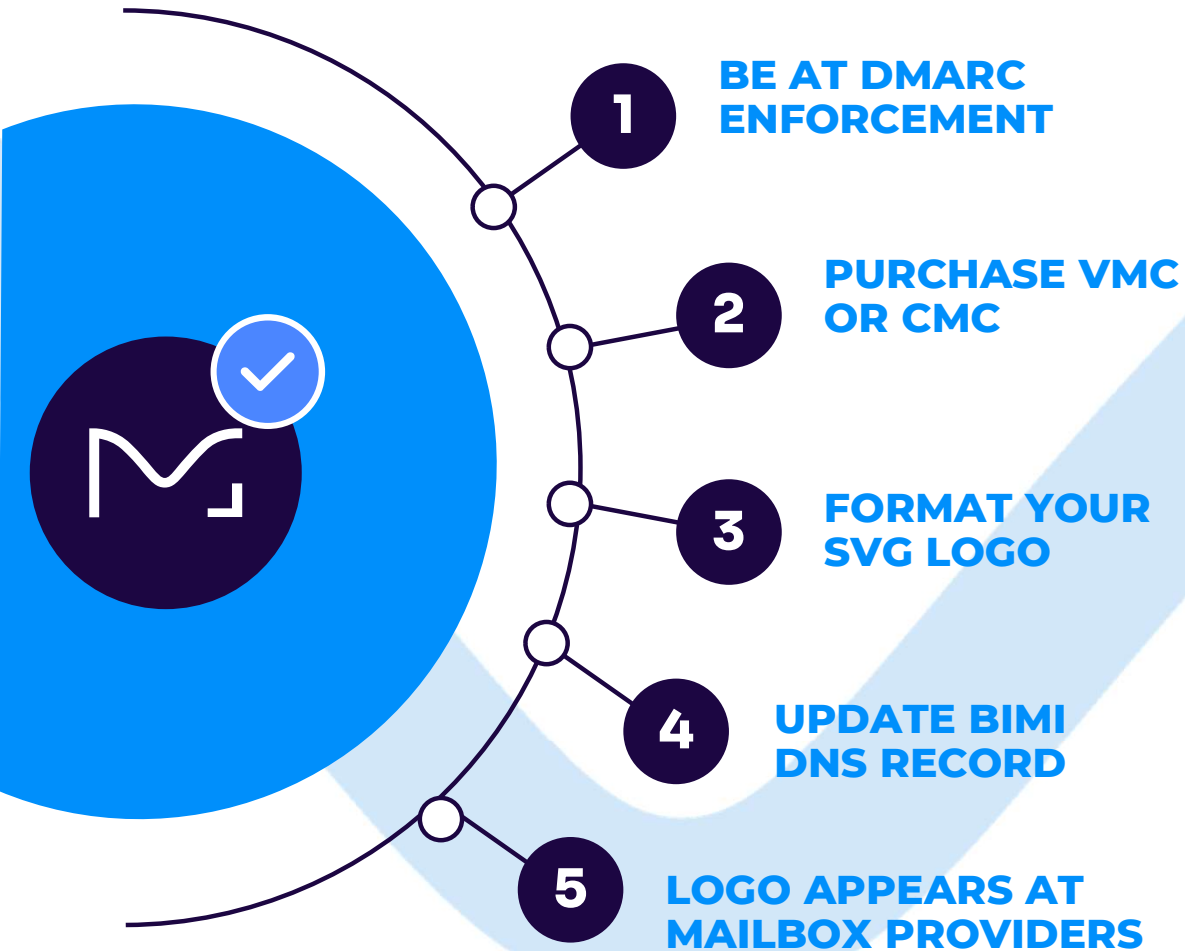 1
BE AT DMARC
ENFORCEMENT
2
PURCHASE VMC
OR CMC
3
FORMAT YOUR
SVG LOGO
4
UPDATE BIMI
DNS RECORD
5
LOGO APPEARS AT
MAILBOX PROVIDERS